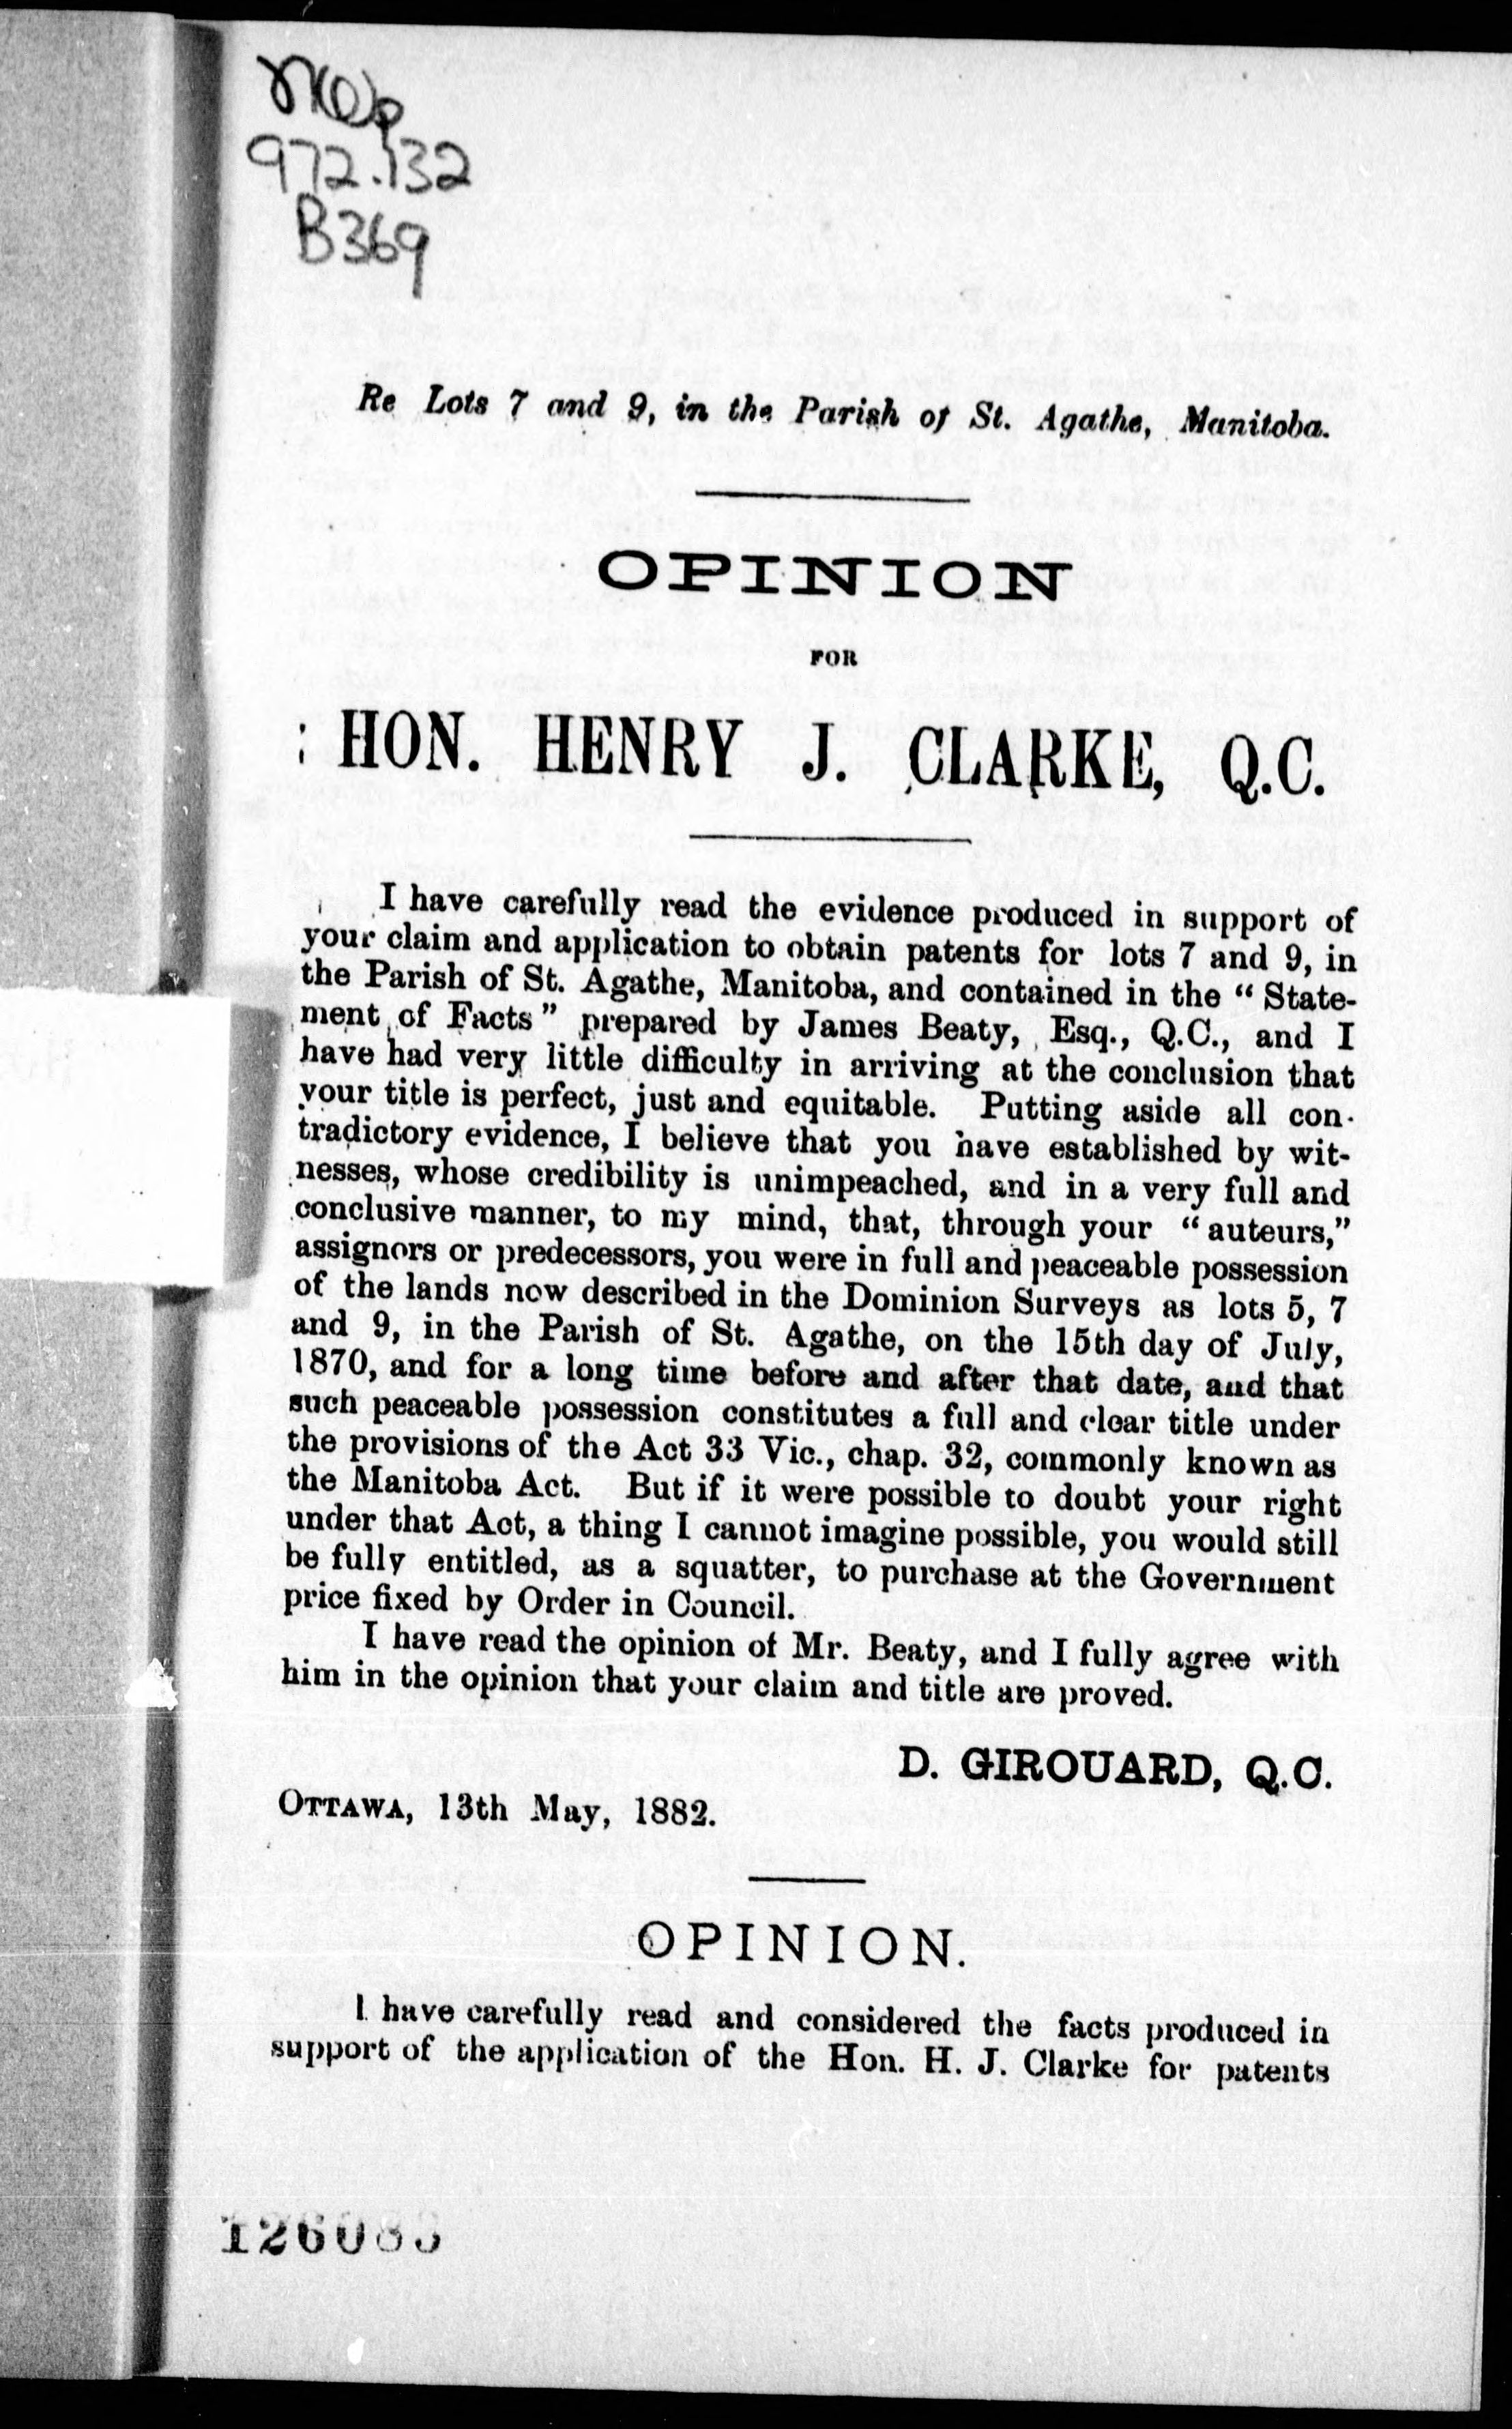 972.132
B369
Re Lots 7 and 9, in the Parish of St. Agathe, Manitoba.
OPINION
FOR
HON. HENRY J. CLARKE, Q.C.
I have carefully read the evidence produced in support of
your claim and application to obtain patents for lots 7 and 9, in
the Parish of St. Agathe, Manitoba, and contained in the “ State-
ment of Facts ” prepared by James Beaty, Esq., Q.C., and I
have had very little difficulty in arriving at the conclusion that
your title is perfect, just and equitable. Putting aside all con-
tradictory evidence, I believe that you have established by wit-
nesses, whose credibility is unimpeached, and in a very full and
conclusive manner, to my mind, that, through your “ auteurs,”
assignors or predecessors, you were in full and peaceable possession
of the lands now described in the Dominion Surveys as lots 5, 7
and 9, in the Parish of St. Agathe, on the 15th day of July,
1870, and for a long time before and after that date, and that
such peaceable possession constitutes a full and clear title under
the provisions of the Act 33 Vic., chap. 32, commonly known as
the Manitoba Act. But if it were possible to doubt your right
under that Act, a thing I cannot imagine possible, you would still
be fully entitled, as a squatter, to purchase at the Government
price fixed by Order in Council.
I have read the opinion of Mr. Beaty, and I fully agree with
him in the opinion that your claim and title are proved.
D. GIROUARD, Q.C.
OTTAWA, 13th May, 1882.
OPINION.
I have carefully read and considered the facts produced in
support of the application of the Hon. H. J. Clarke for patents